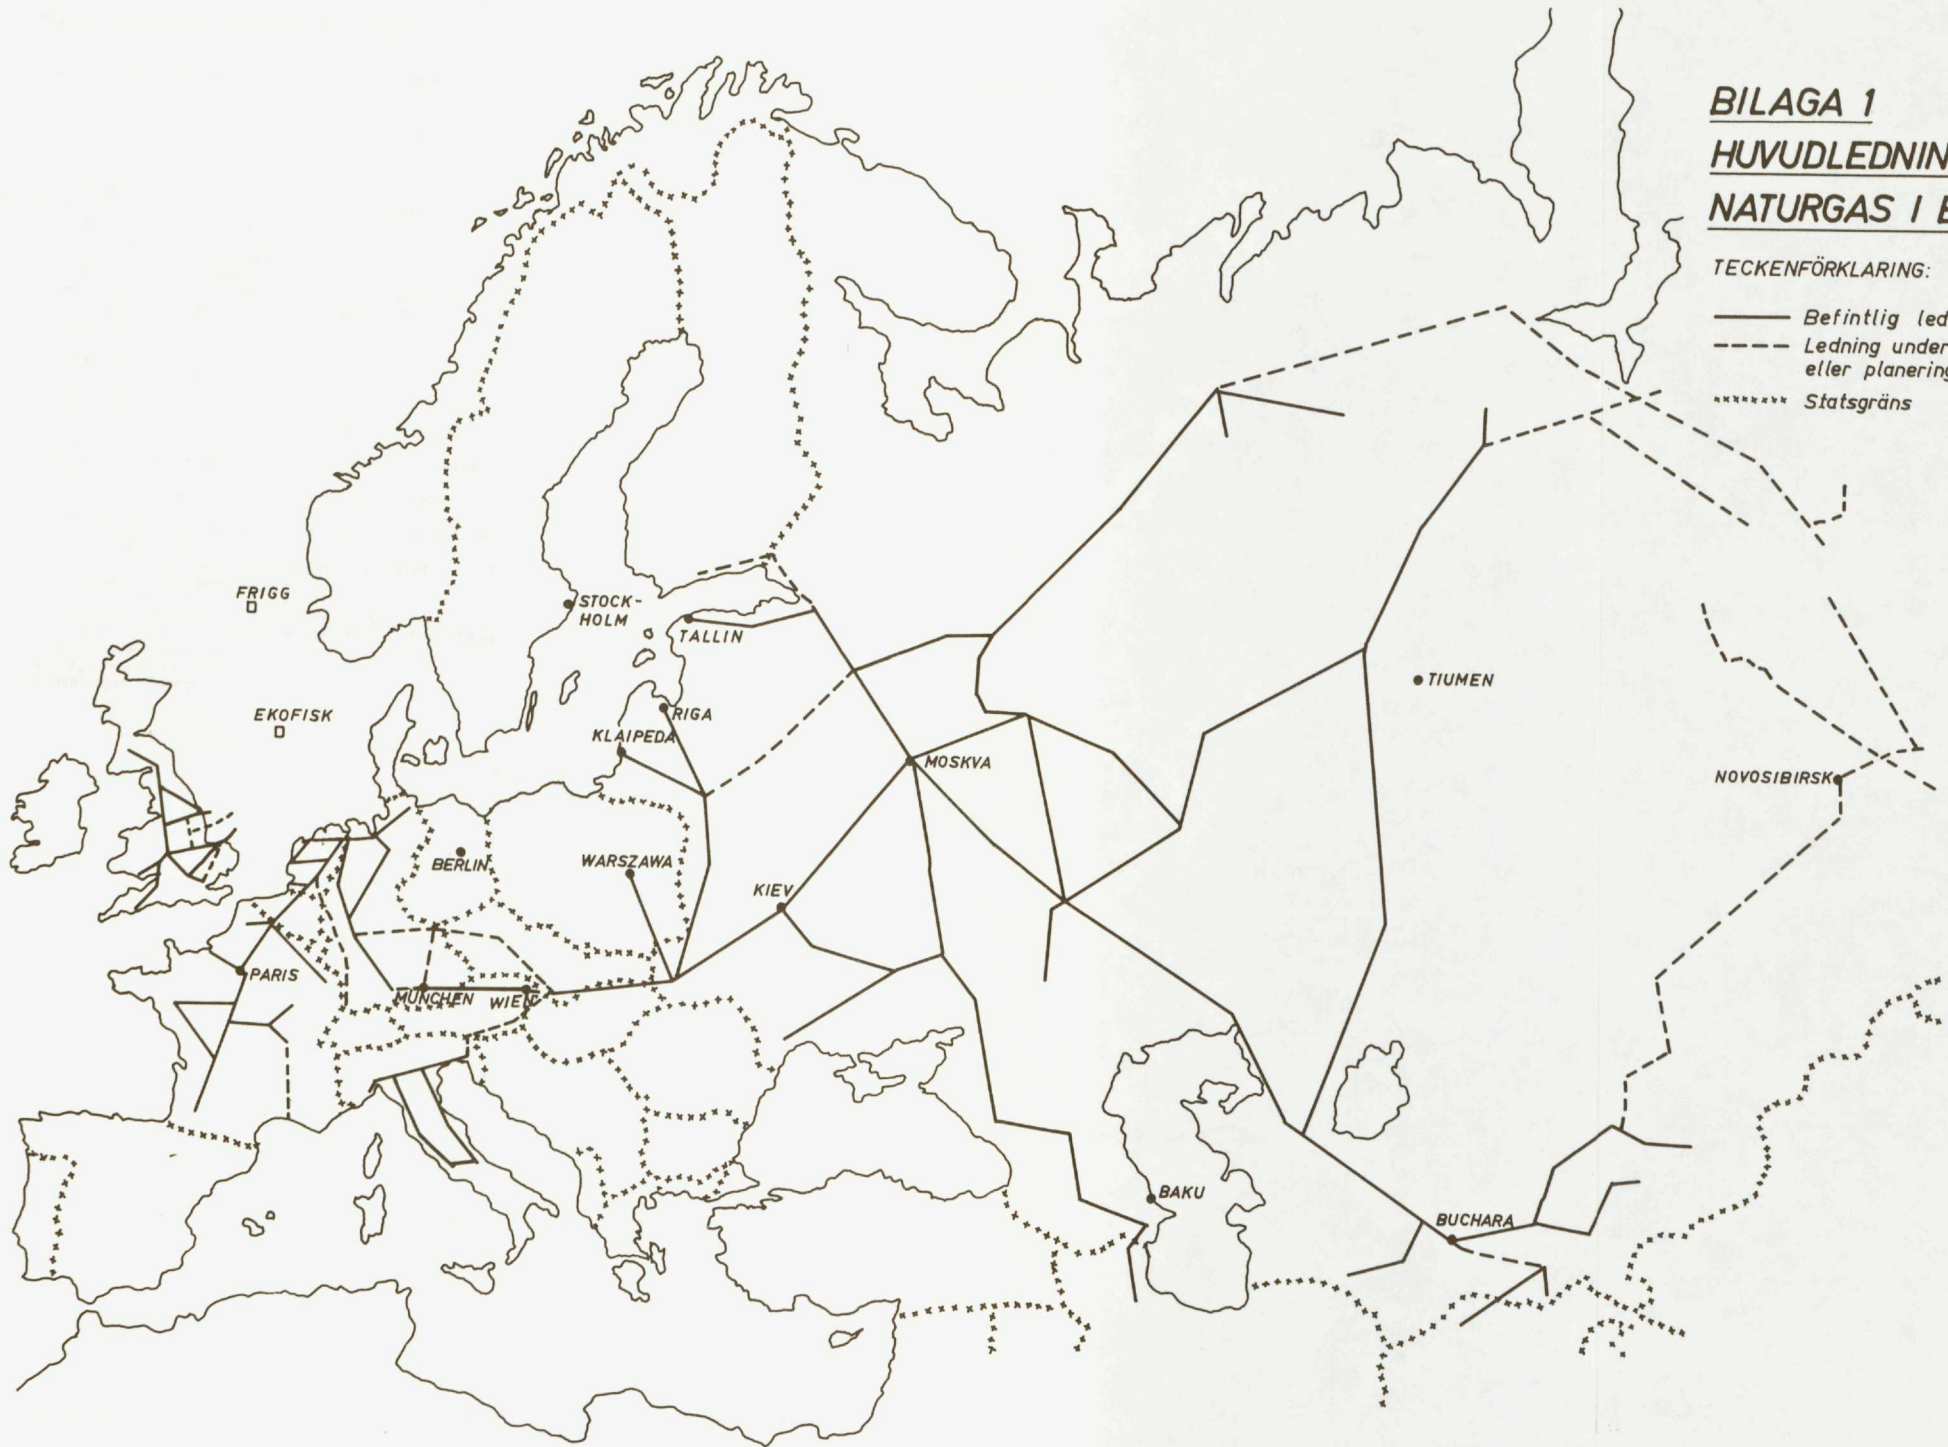 BILAGA 1
HUVUDLEDNIN
NATURGAS I E
TECKENFÖRKLARING:
Befintlig led
Ledning under
eller planering
Statsgräns
FRIGG
STOCK-
HOLM
TALLIN
EKOFISK
RIGA
KLAIPEDA
MOSKVA
TIUMEN
NOVOSIBIRSK
BERLIN
WARSZAWA
KIEV
PARIS
MÜNCHEN
WIEN
BAKU
BUCHARA